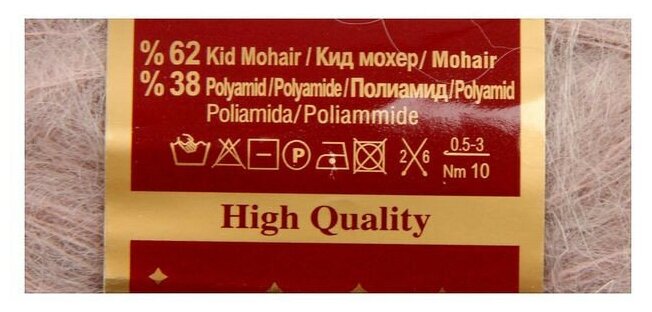 % 62 Kid Mohair / Кид мохер / Mohair
% 38 Polyamid/Polyamide/Полиамид/Polyamid
Poliamida/Poliammide
P 2 6 0.5-3
Nm 10
High Quality